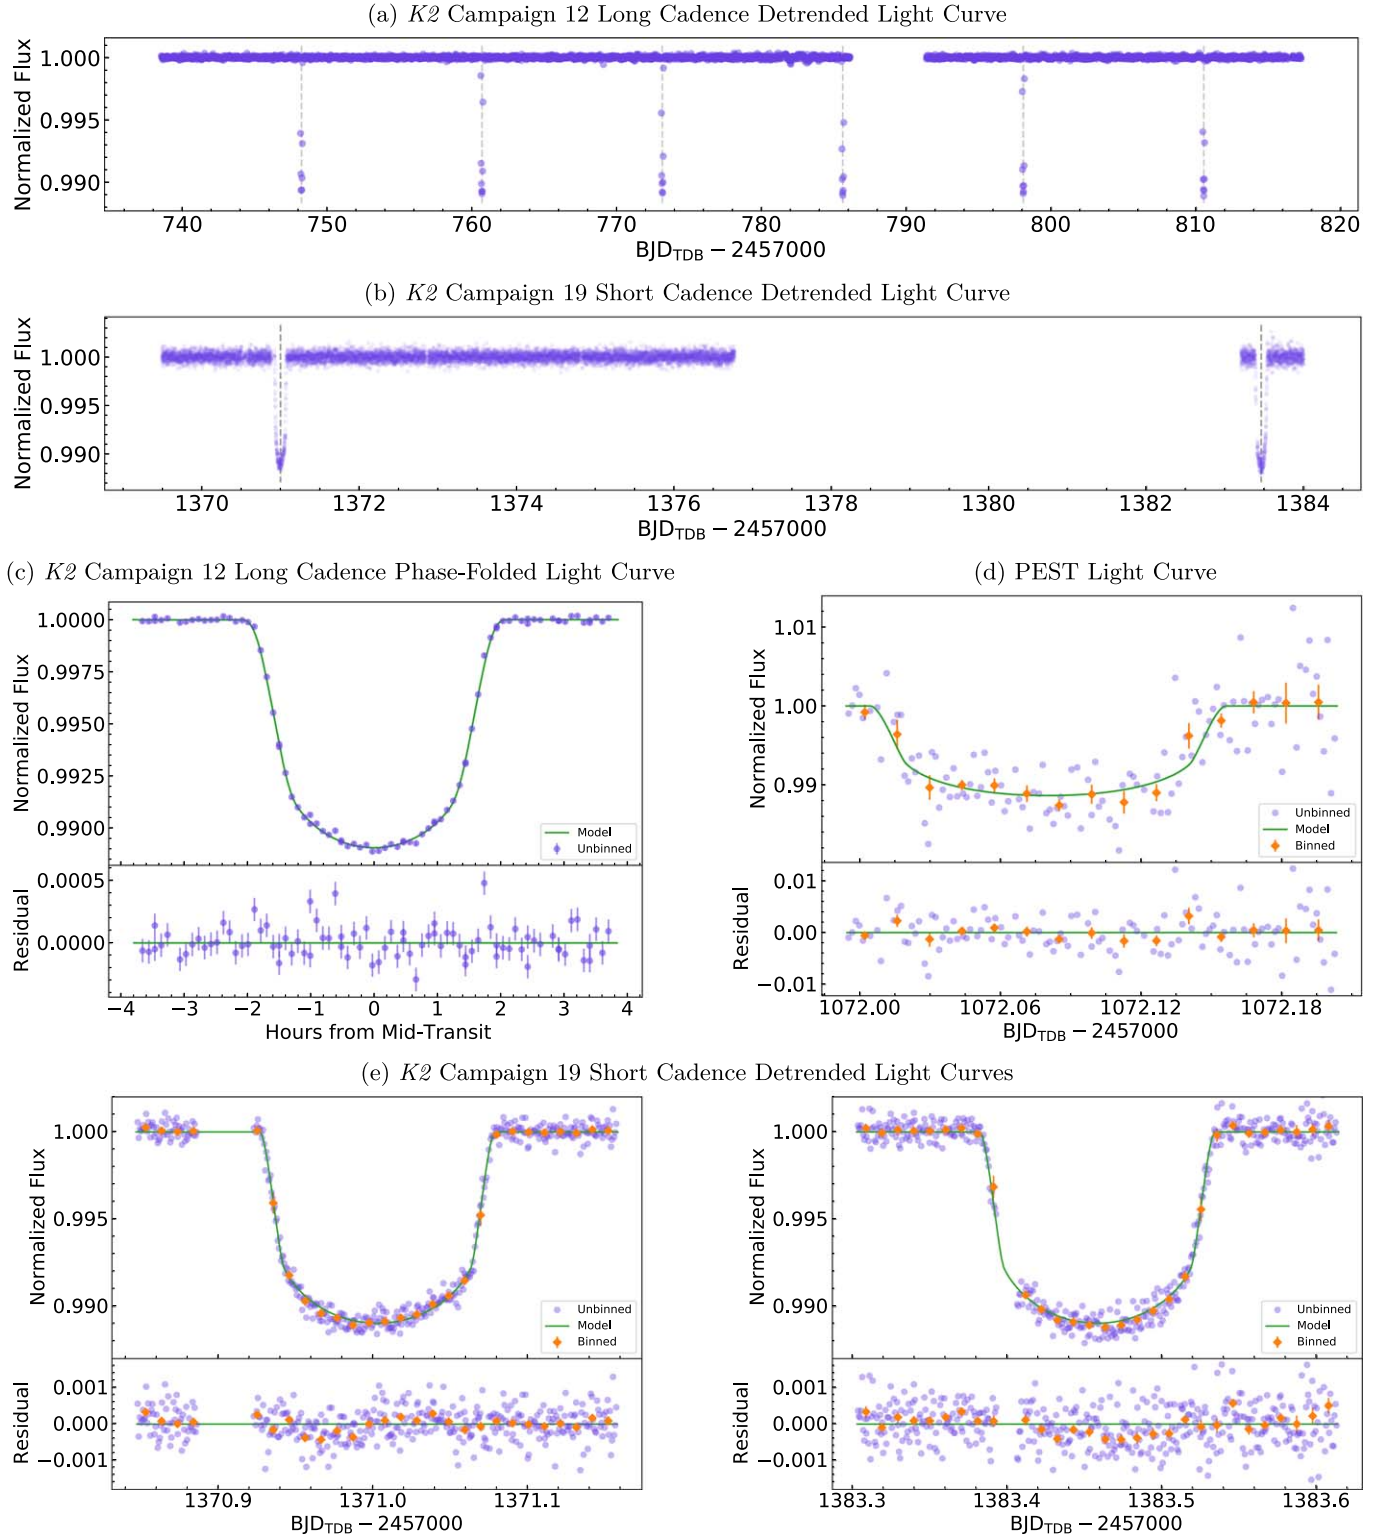 (a) K2 Campaign 12 Long Cadence Detrended Light Curve
Normalized Flux
1.000
0.995
0.990
740 750 760 770 780 790 800 810 820
BJD_TDB − 2457000
(b) K2 Campaign 19 Short Cadence Detrended Light Curve
Normalized Flux
1.000
0.995
0.990
1370 1372 1374 1376 1378 1380 1382 1384
BJD_TDB − 2457000
(c) K2 Campaign 12 Long Cadence Phase-Folded Light Curve
Normalized Flux
1.0000
0.9975
0.9950
0.9925
0.9900
Model
Unbinned
Residual
0.0005
0.0000
−4 −3 −2 −1 0 1 2 3 4
Hours from Mid-Transit
(d) PEST Light Curve
Normalized Flux
1.01
1.00
0.99
Unbinned
Model
Binned
Residual
0.01
0.00
−0.01
1072.00 1072.06 1072.12 1072.18
BJD_TDB − 2457000
(e) K2 Campaign 19 Short Cadence Detrended Light Curves
Normalized Flux
1.000
0.995
0.990
Unbinned
Model
Binned
Residual
0.001
0.000
−0.001
1370.9 1371.0 1371.1
BJD_TDB − 2457000
Normalized Flux
1.000
0.995
0.990
Unbinned
Model
Binned
Residual
0.001
0.000
−0.001
1383.3 1383.4 1383.5 1383.6
BJD_TDB − 2457000